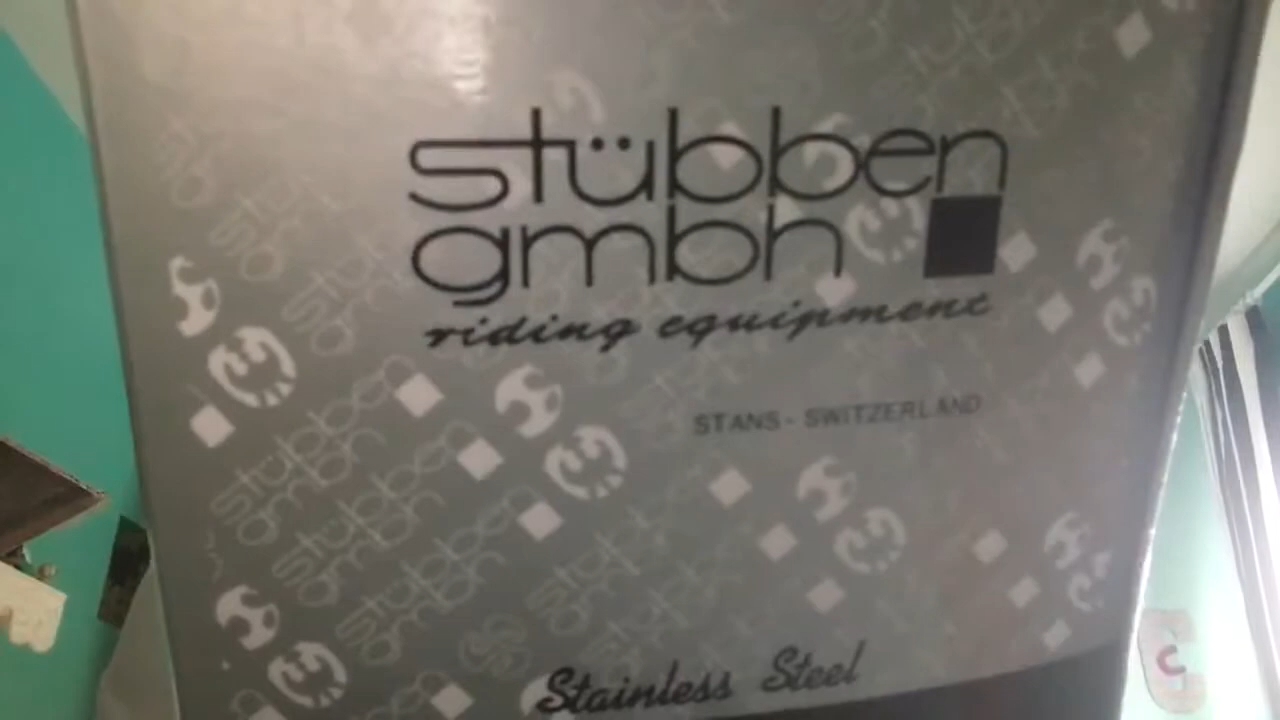 stübben
gmbh
riding equipment
STANS - SWITZERLAND
Stainless Steel